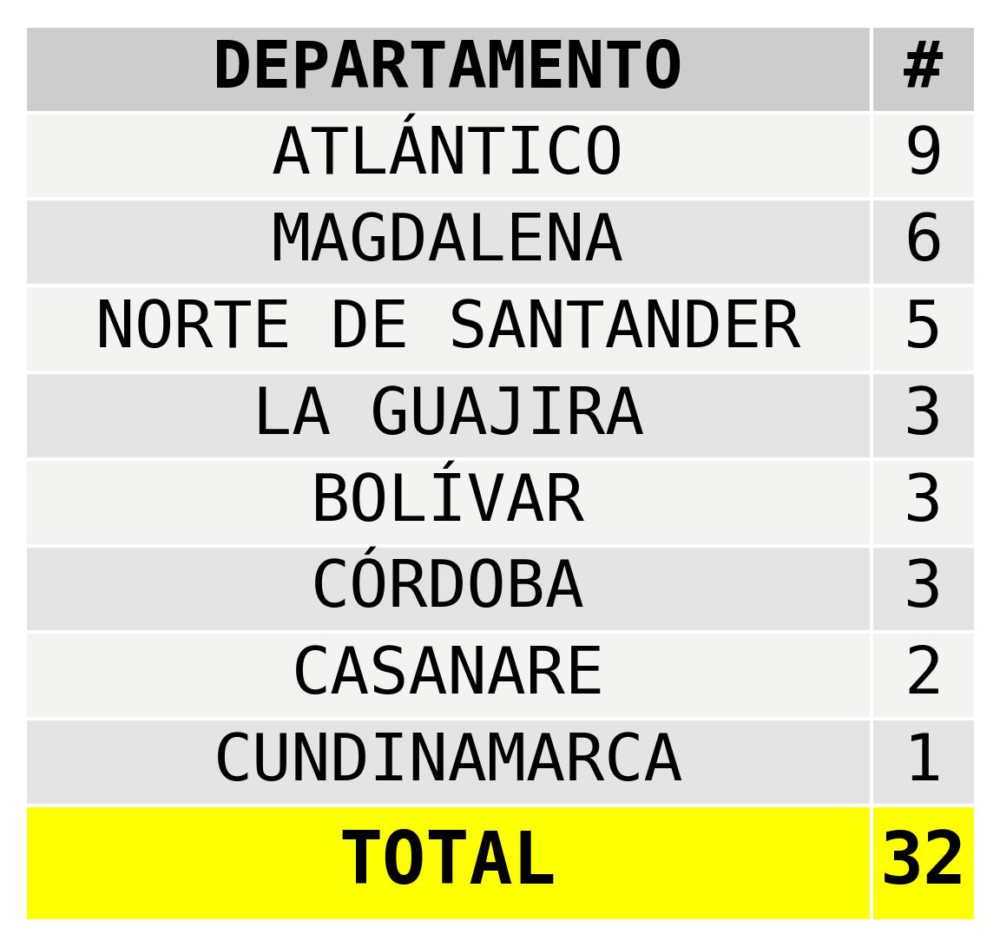 DEPARTAMENTO #
ATLÁNTICO 9
MAGDALENA 6
NORTE DE SANTANDER 5
LA GUAJIRA 3
BOLÍVAR 3
CÓRDOBA 3
CASANARE 2
CUNDINAMARCA 1
TOTAL 32